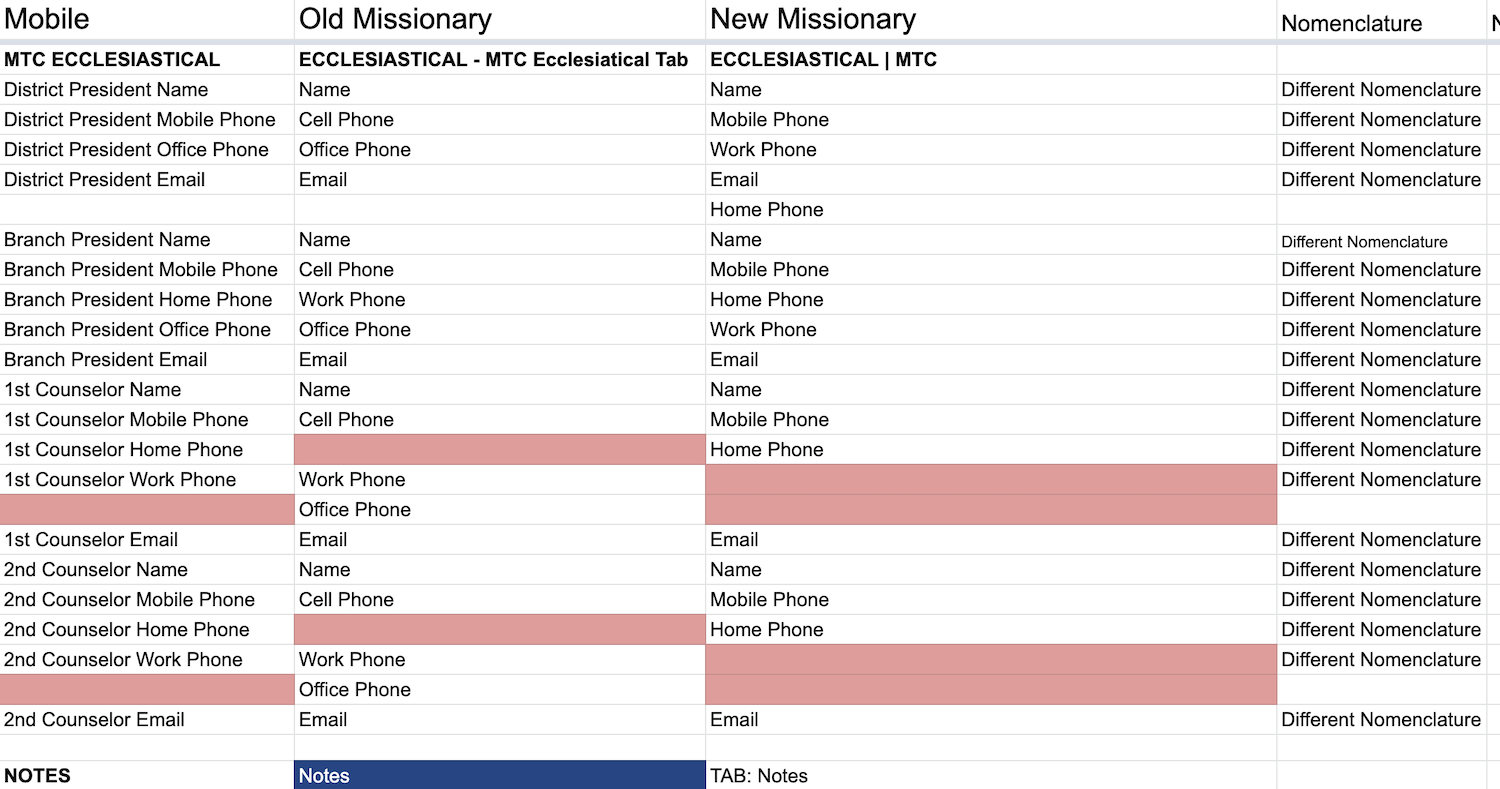 Mobile Old Missionary New Missionary Nomenclature N
MTC ECCLESIASTICAL ECCLESIASTICAL - MTC Ecclesiatical Tab ECCLESIASTICAL | MTC
District President Name Name Name Different Nomenclature
District President Mobile Phone Cell Phone Mobile Phone Different Nomenclature
District President Office Phone Office Phone Work Phone Different Nomenclature
District President Email Email Email Different Nomenclature
Home Phone
Branch President Name Name Name Different Nomenclature
Branch President Mobile Phone Cell Phone Mobile Phone Different Nomenclature
Branch President Home Phone Work Phone Home Phone Different Nomenclature
Branch President Office Phone Office Phone Work Phone Different Nomenclature
Branch President Email Email Email Different Nomenclature
1st Counselor Name Name Name Different Nomenclature
1st Counselor Mobile Phone Cell Phone Mobile Phone Different Nomenclature
1st Counselor Home Phone Home Phone Different Nomenclature
1st Counselor Work Phone Work Phone Different Nomenclature
Office Phone
1st Counselor Email Email Email Different Nomenclature
2nd Counselor Name Name Name Different Nomenclature
2nd Counselor Mobile Phone Cell Phone Mobile Phone Different Nomenclature
2nd Counselor Home Phone Home Phone Different Nomenclature
2nd Counselor Work Phone Work Phone Different Nomenclature
Office Phone
2nd Counselor Email Email Email Different Nomenclature
NOTES Notes TAB: Notes